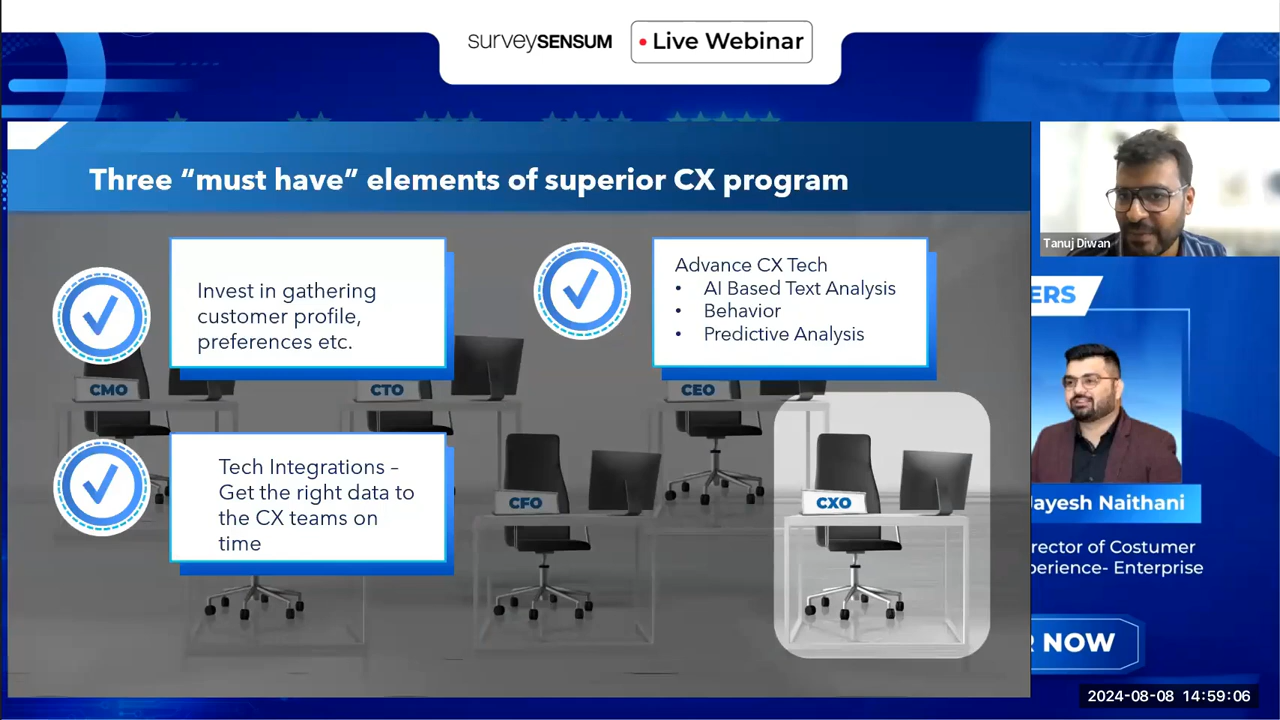 surveySENSUM
Live Webinar
Three “must have” elements of superior CX program
Invest in gathering
customer profile,
preferences etc.
Advance CX Tech
• AI Based Text Analysis
• Behavior
• Predictive Analysis
CMO
CTO
CEO
Tech Integrations –
Get the right data to
the CX teams on
time
CFO
CXO
Tanuj Diwan
ERS
Jayesh Naithani
rector of Costumer
perience- Enterprise
R NOW
2024-08-08 14:59:06